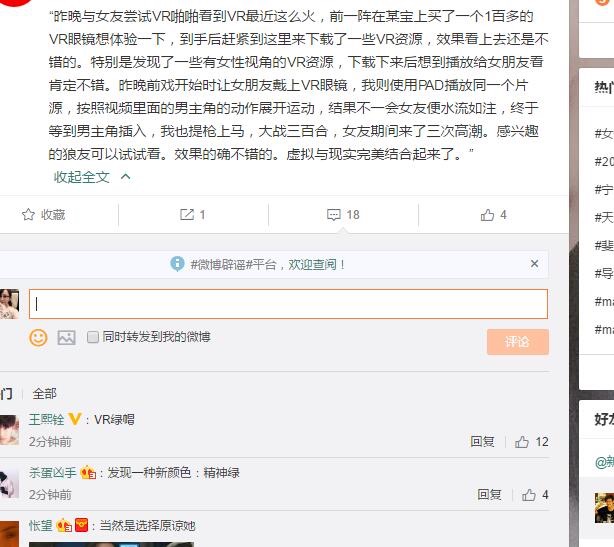 “昨晚与女友尝试VR啪啪看到VR最近这么火，前一阵在某宝上买了一个1百多的
VR眼镜想体验一下，到手后赶紧到这里来下载了一些VR资源，效果看上去还是不
错的。特别是发现了一些有女性视角的VR资源，下载下来后想到播放给女朋友看
肯定不错。昨晚前戏开始时让女朋友戴上VR眼镜，我则使用PAD播放同一个片
源，按照视频里面的男主角的动作展开运动，结果不一会女友便水流如注，终于
等到男主角插入，我也提枪上马，大战三百合，女友期间来了三次高潮。感兴趣
的狼友可以试试看。效果的确不错的。虚拟与现实完美结合起来了。”
收起全文
收藏 1 18 4
#微博辟谣#平台，欢迎查阅！
同时转发到我的微博
评论
门 全部
王熙铨：VR绿帽
2分钟前 回复 12
杀蛋凶手：发现一种新颜色：精神绿
2分钟前 回复 4
怅望：当然是选择原谅她
热门
#女
#20
#宁
#天
#斐
#导
#ma
#ma
好友
@新